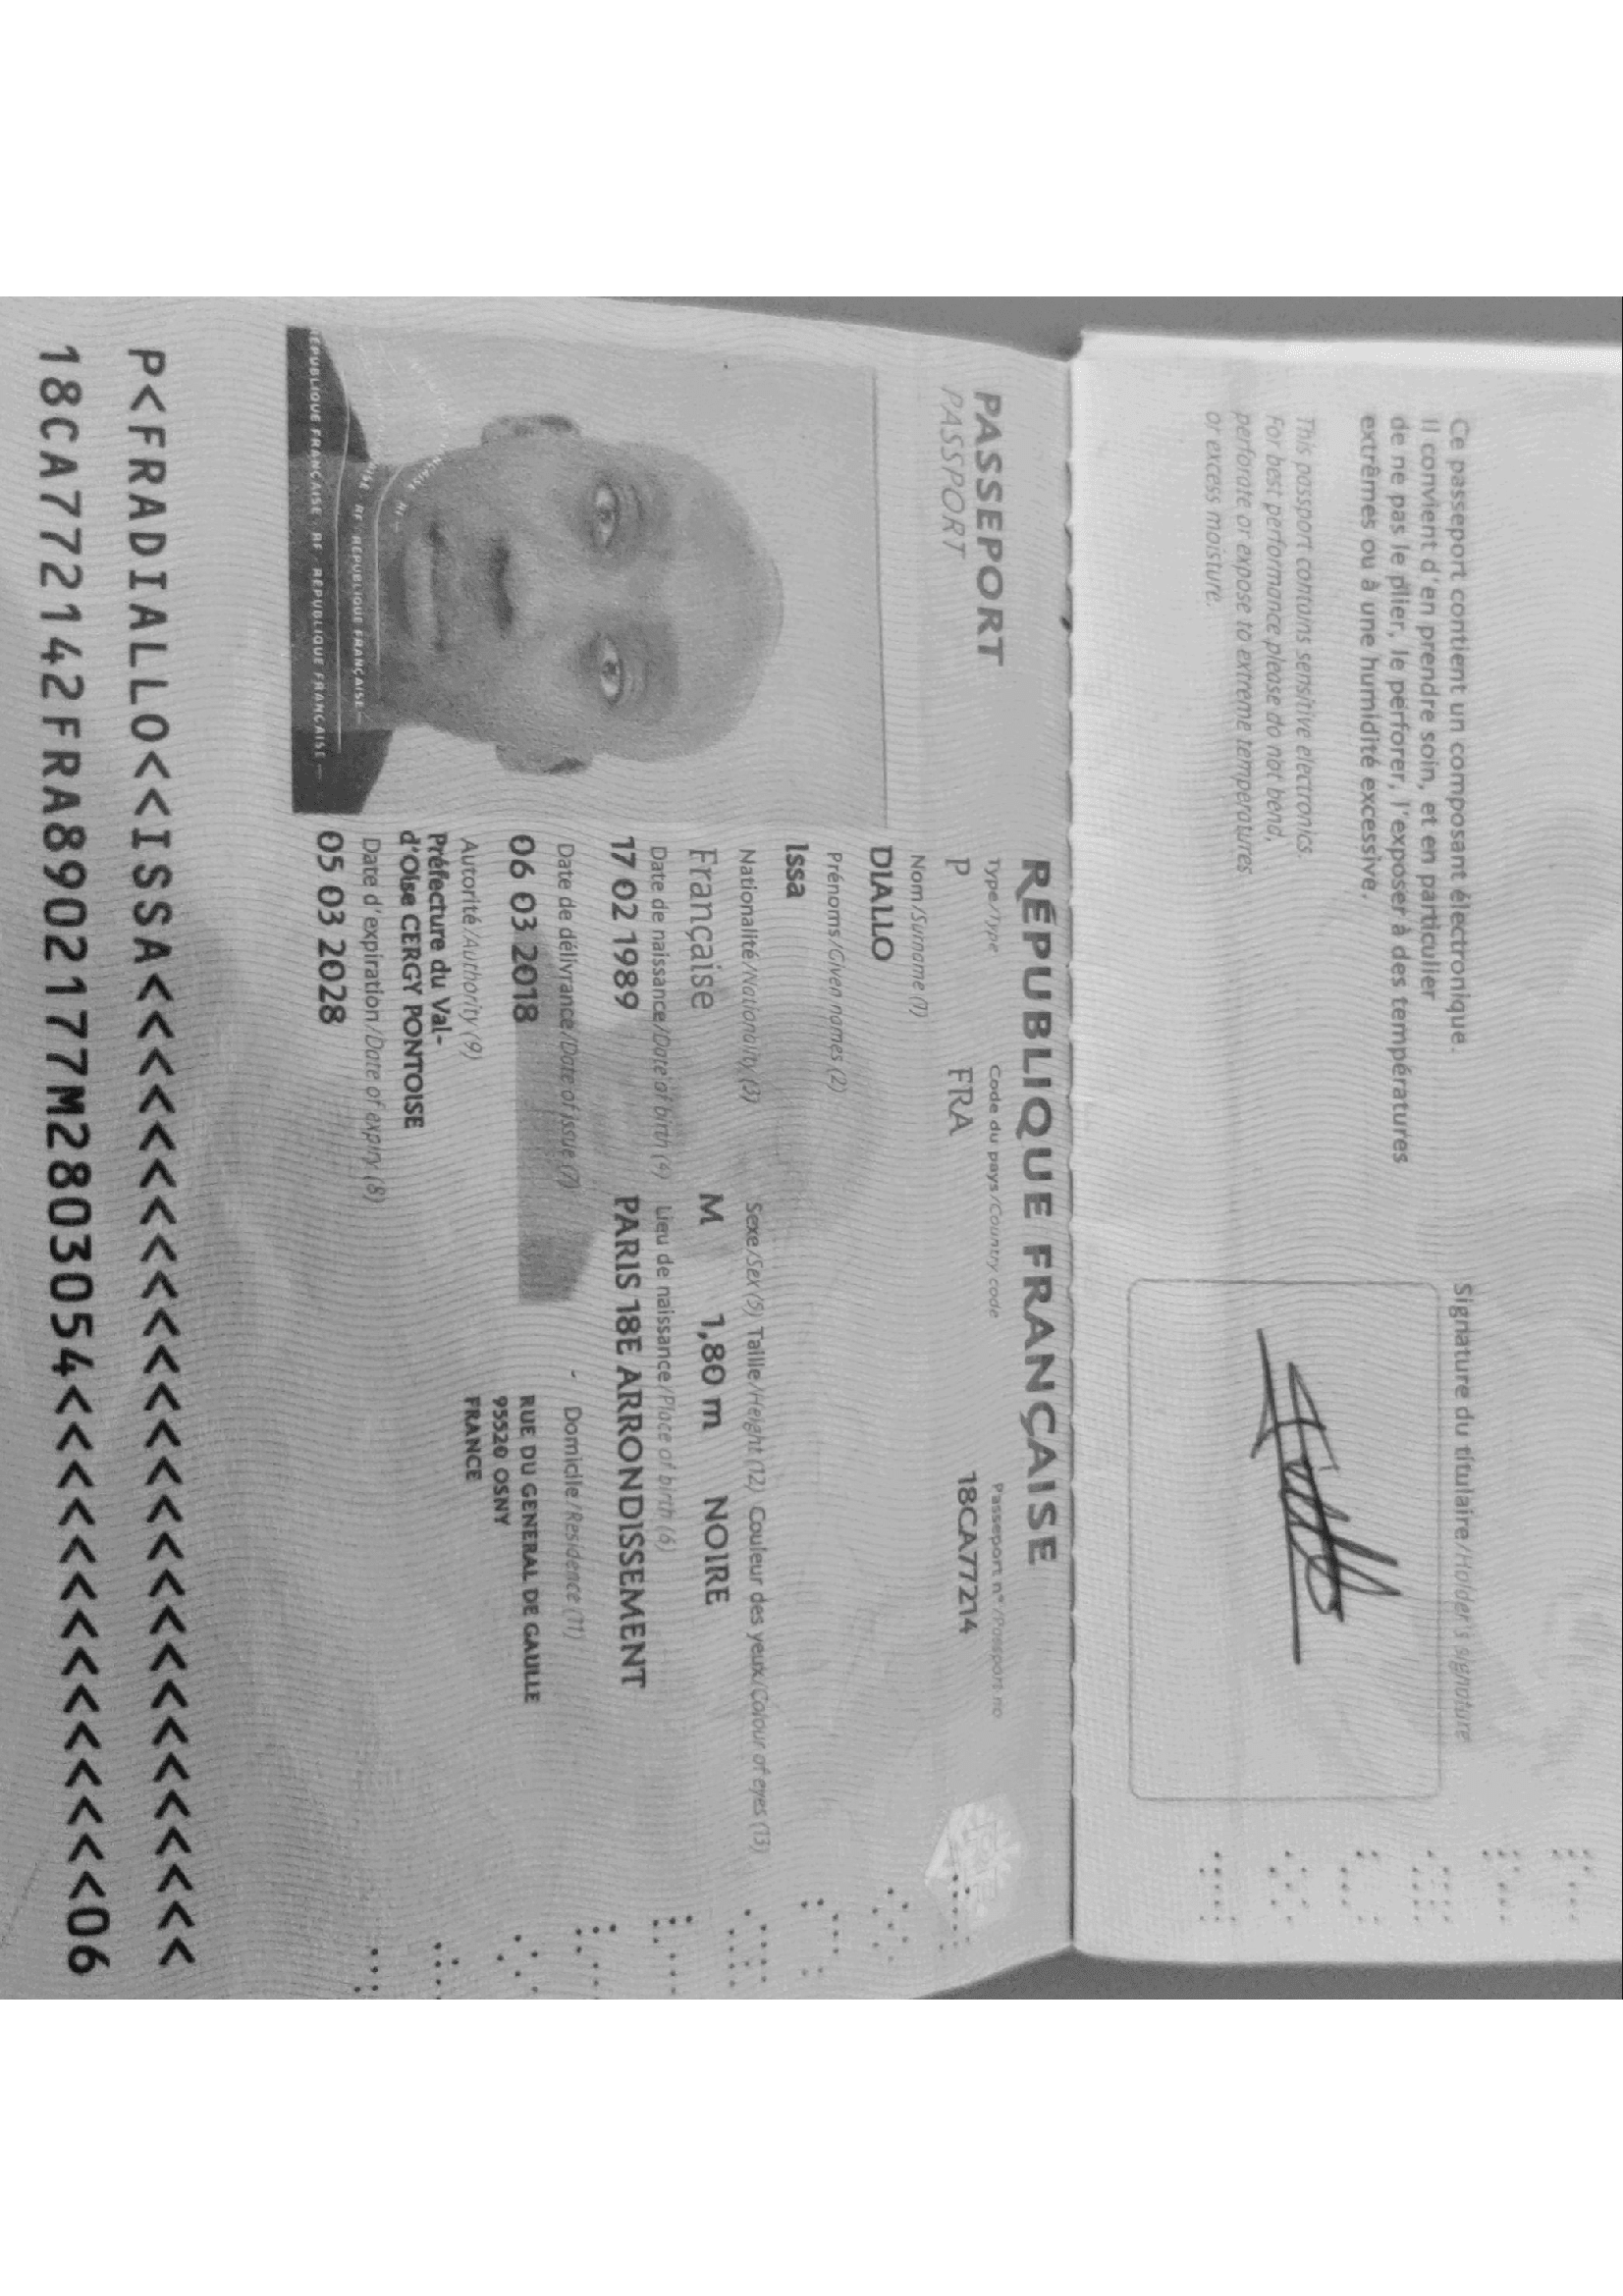 Ce passeport contient un composant électronique.
Il convient d'en prendre soin, et en particulier
de ne pas le plier, le perforer, l'exposer à des températures
extrêmes ou à une humidité excessive.
This passport contains sensitive electronics.
For best performance please do not bend,
perforate or expose to extreme temperatures
or excess moisture.
Signature du titulaire/Holder's signature
RÉPUBLIQUE FRANÇAISE
PASSEPORT
PASSPORT
Type/Type
Code du pays/Country code
Passeport n°/Passport no
P
FRA
18CA77214
Nom/Surname (1)
DIALLO
Prénoms/Given names (2)
Issa
Nationalité/Nationality (3)
Sexe/Sex (5) Taille/Height (12) Couleur des yeux/Colour of eyes (13)
Française
M 1,80 m NOIRE
Date de naissance/Date of birth (4)
Lieu de naissance/Place of birth (6)
17 02 1989
PARIS 18E ARRONDISSEMENT
Date de délivrance/Date of issue (7)
- Domicile/Residence (11)
06 03 2018
RUE DU GENERAL DE GAULLE
95520 OSNY
FRANCE
Autorité/Authority (9)
Préfecture du Val-
d'Oise CERGY PONTOISE
Date d'expiration/Date of expiry (8)
05 03 2028
RF RÉPUBLIQUE FRANÇAISE
RÉPUBLIQUE FRANÇAISE RF RÉPUBLIQUE FRANÇAISE
P<FRADIALLO<<ISSA<<<<<<<<<<<<<<<<<<<<<<<<<<<
18CA772142FRA8902177M2803054<<<<<<<<<<<<<<06